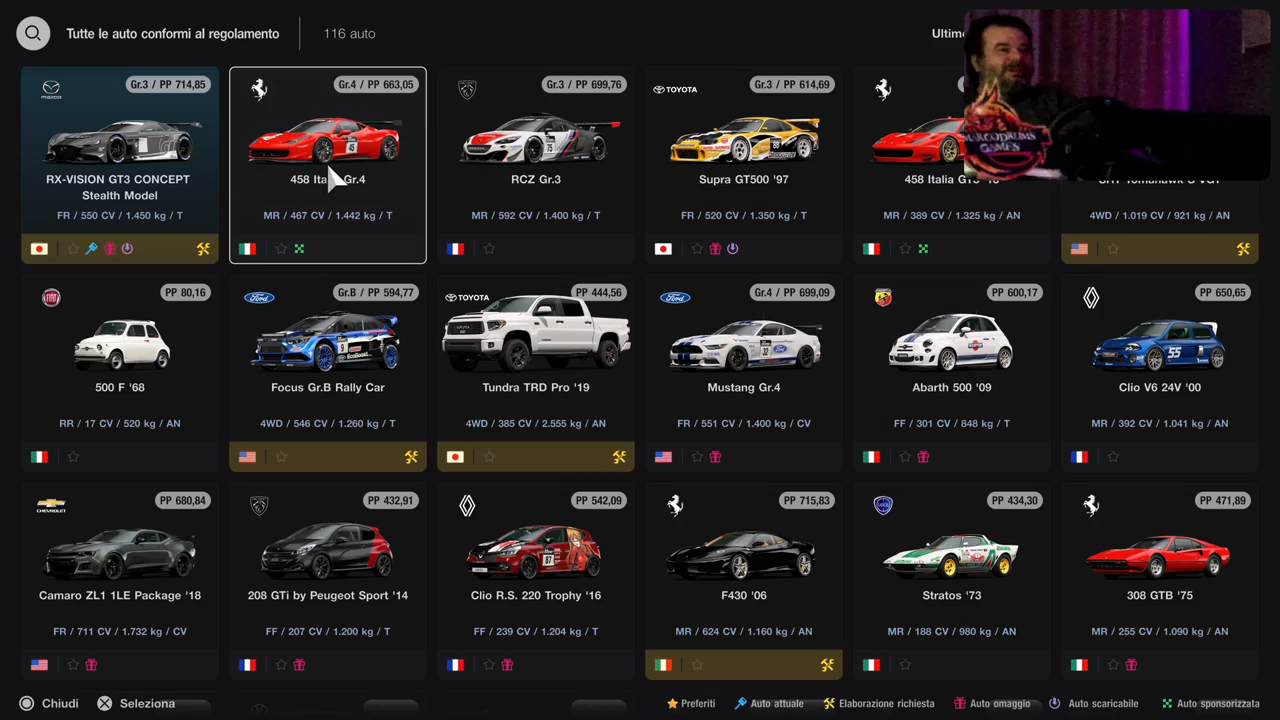 Tutte le auto conformi al regolamento
116 auto
Ultime
Gr.3 / PP 714,85
mazda
RX-VISION GT3 CONCEPT
Stealth Model
FR / 550 CV / 1.450 kg / T
Gr.4 / PP 663,05
458 Ita Gr.4
MR / 467 CV / 1.442 kg / T
Gr.3 / PP 699,76
RCZ Gr.3
MR / 592 CV / 1.400 kg / T
Gr.3 / PP 614,69
TOYOTA
Supra GT500 '97
FR / 520 CV / 1.350 kg / T
458 Italia
MR / 389 CV / 1.325 kg / AN
MARCODRUMS
GAMES
4WD / 1.019 CV / 921 kg / AN
PP 80,16
FIAT
500 F '68
RR / 17 CV / 520 kg / AN
Gr.B / PP 594,77
Ford
Focus Gr.B Rally Car
4WD / 546 CV / 1.260 kg / T
PP 444,56
TOYOTA
Tundra TRD Pro '19
4WD / 385 CV / 2.555 kg / AN
Gr.4 / PP 699,09
Ford
Mustang Gr.4
FR / 551 CV / 1.400 kg / CV
PP 600,17
Abarth 500 '09
FF / 301 CV / 848 kg / T
PP 650,65
Clio V6 24V '00
MR / 392 CV / 1.041 kg / AN
PP 680,84
CHEVROLET
Camaro ZL1 1LE Package '18
FR / 711 CV / 1.732 kg / CV
PP 432,91
208 GTi by Peugeot Sport '14
FF / 207 CV / 1.200 kg / T
PP 542,09
Clio R.S. 220 Trophy '16
FF / 239 CV / 1.204 kg / T
PP 715,83
F430 '06
MR / 624 CV / 1.160 kg / AN
PP 434,30
Stratos '73
MR / 188 CV / 980 kg / AN
PP 471,89
308 GTB '75
MR / 255 CV / 1.090 kg / AN
Chiudi
Seleziona
Preferiti
Auto attuale
Elaborazione richiesta
Auto omaggio
Auto scaricabile
Auto sponsorizzata